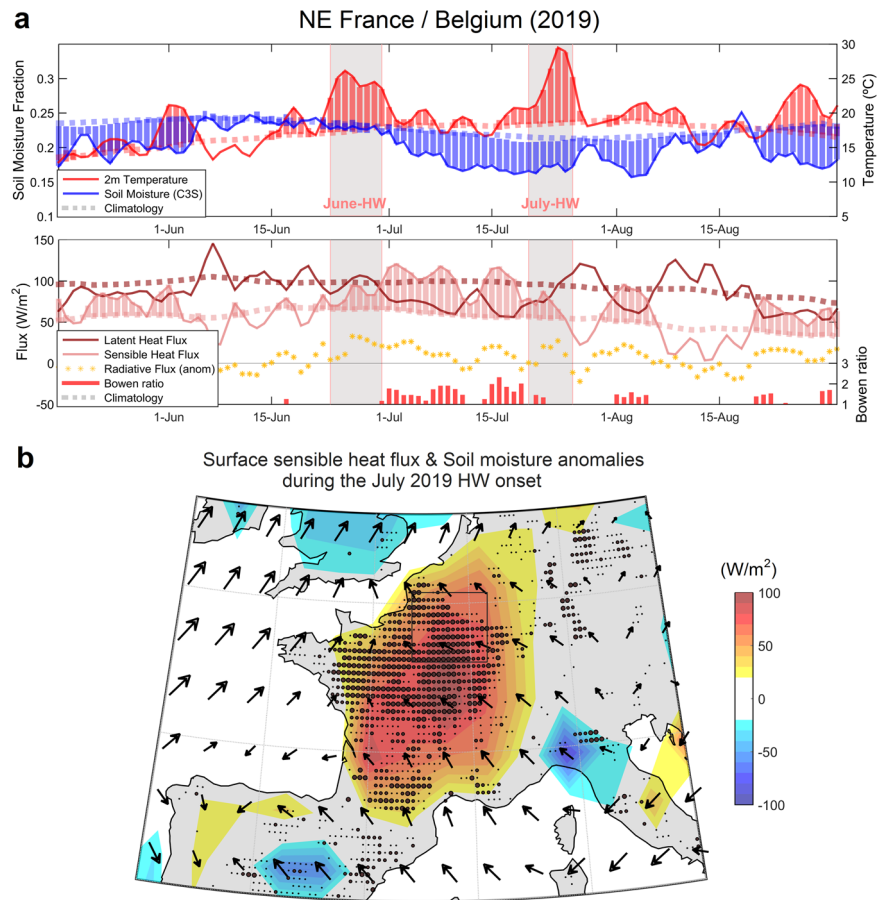 a
NE France / Belgium (2019)
Soil Moisture Fraction
0.3
0.25
0.2
0.15
0.1
30
25
20
15
10
5
Temperature (ºC)
2m Temperature
Soil Moisture (C3S)
Climatology
June-HW
July-HW
1-Jun
15-Jun
1-Jul
15-Jul
1-Aug
15-Aug
Flux (W/m²)
150
100
50
0
-50
3
2
1
Bowen ratio
Latent Heat Flux
Sensible Heat Flux
Radiative Flux (anom)
Bowen ratio
Climatology
1-Jun
15-Jun
1-Jul
15-Jul
1-Aug
15-Aug
b
Surface sensible heat flux & Soil moisture anomalies
during the July 2019 HW onset
(W/m²)
100
50
0
-50
-100